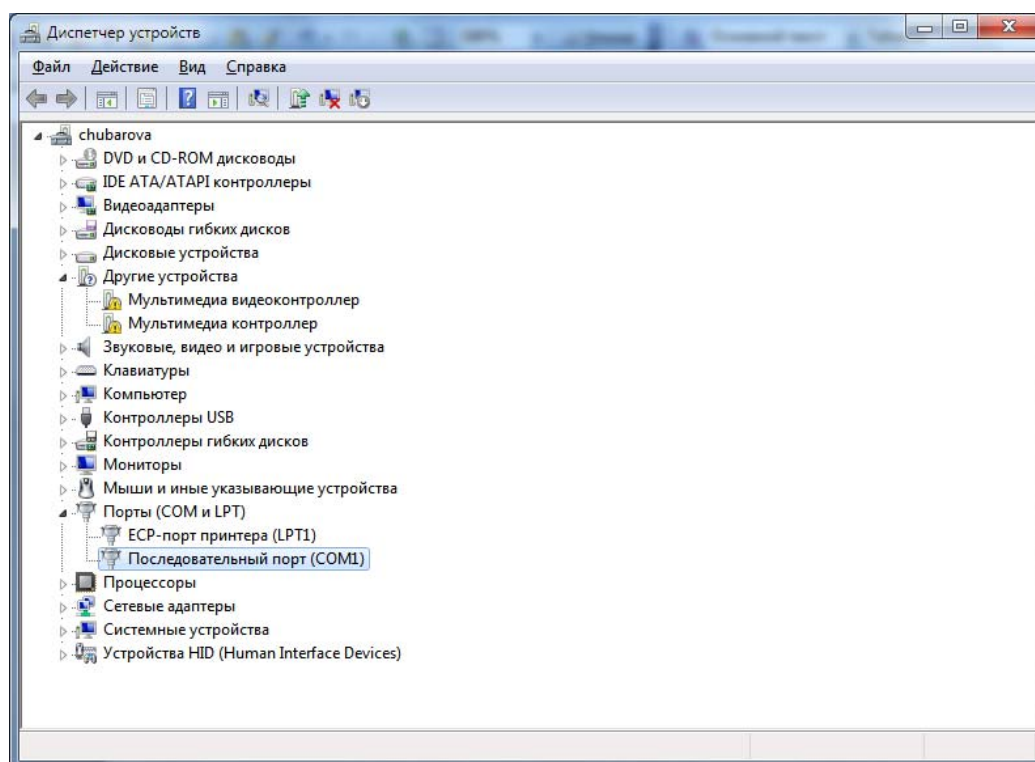 Диспетчер устройств
Файл Действие Вид Справка
chubarova
DVD и CD-ROM дисководы
IDE ATA/ATAPI контроллеры
Видеоадаптеры
Дисководы гибких дисков
Дисковые устройства
Другие устройства
Мультимедиа видеоконтроллер
Мультимедиа контроллер
Звуковые, видео и игровые устройства
Клавиатуры
Компьютер
Контроллеры USB
Контроллеры гибких дисков
Мониторы
Мыши и иные указывающие устройства
Порты (COM и LPT)
ECP-порт принтера (LPT1)
Последовательный порт (COM1)
Процессоры
Сетевые адаптеры
Системные устройства
Устройства HID (Human Interface Devices)